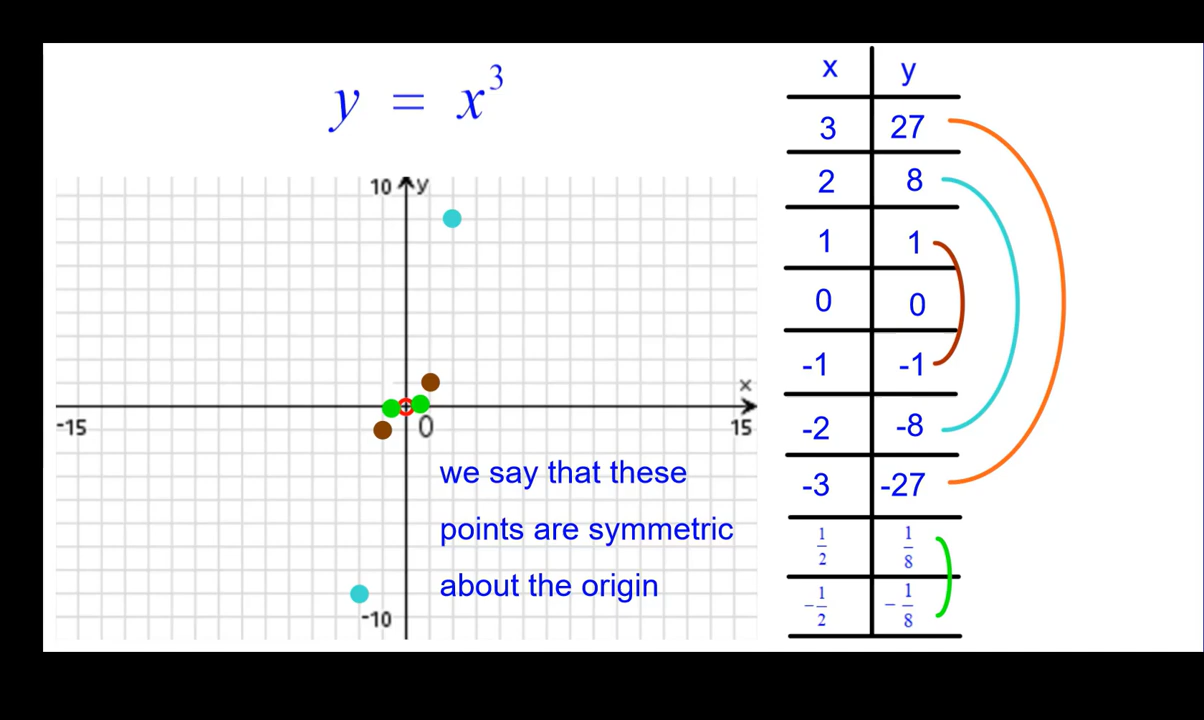 y = x³
10 y
x
-15 0 15
-10
we say that these
points are symmetric
about the origin
x y
3 27
2 8
1 1
0 0
-1 -1
-2 -8
-3 -27
1/2 1/8
-1/2 -1/8